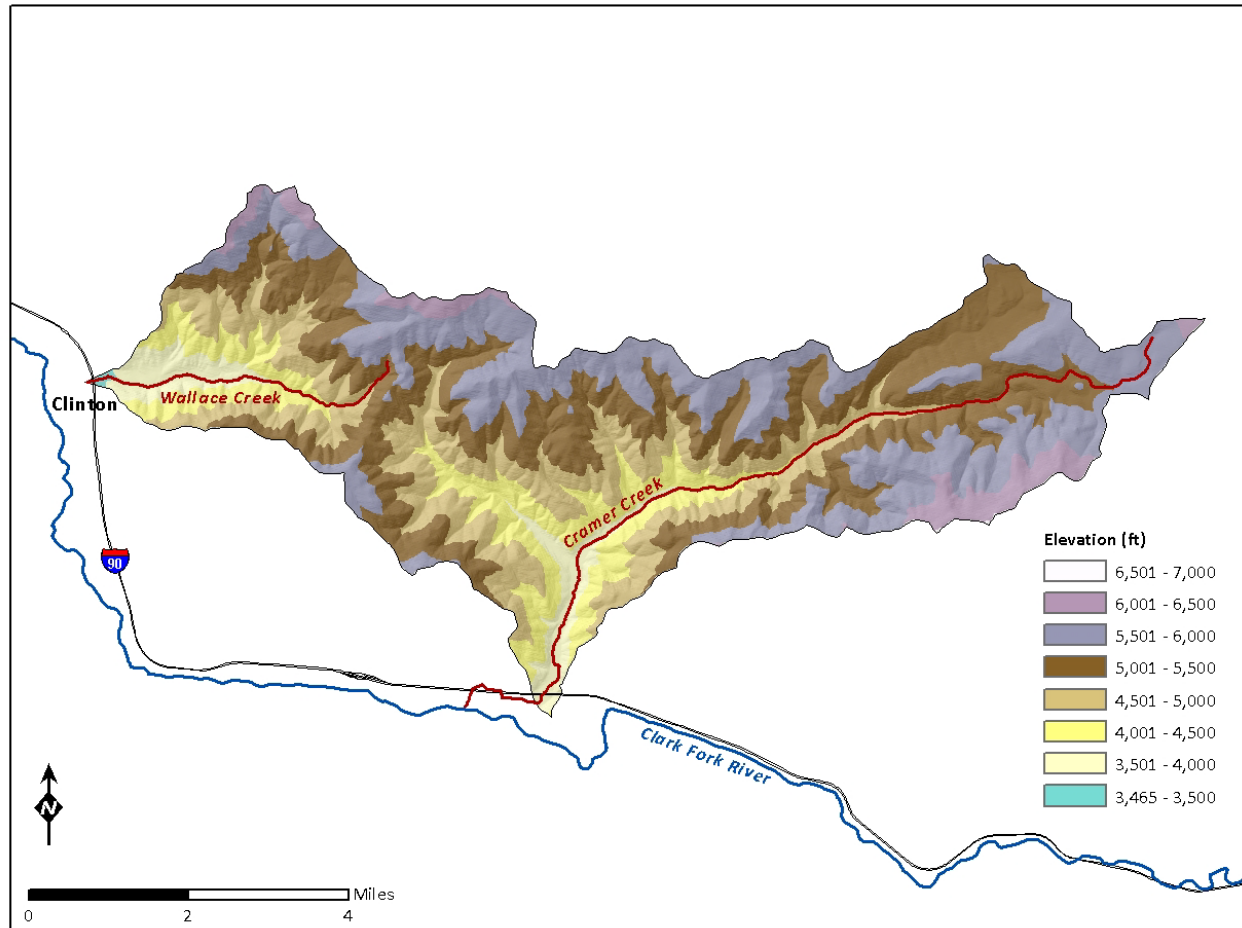 Clinton
Wallace Creek
Cramer Creek
90
Clark Fork River
Elevation (ft)
6,501 - 7,000
6,001 - 6,500
5,501 - 6,000
5,001 - 5,500
4,501 - 5,000
4,001 - 4,500
3,501 - 4,000
3,465 - 3,500
N
Miles
0 2 4